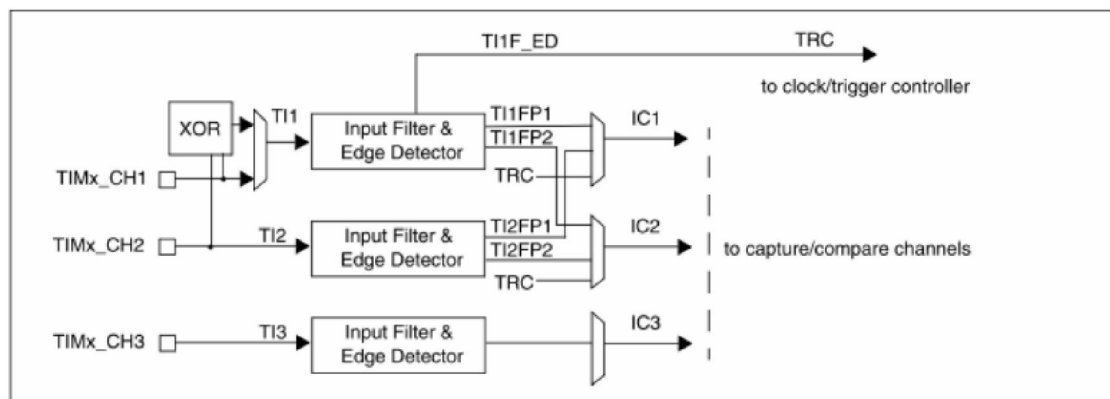 TI1F_ED
TRC
to clock/trigger controller
XOR
TI1
Input Filter &
Edge Detector
TI1FP1
TI1FP2
TRC
IC1
TIMx_CH1
TIMx_CH2
TI2
Input Filter &
Edge Detector
TI2FP1
TI2FP2
TRC
IC2
to capture/compare channels
TIMx_CH3
TI3
Input Filter &
Edge Detector
IC3